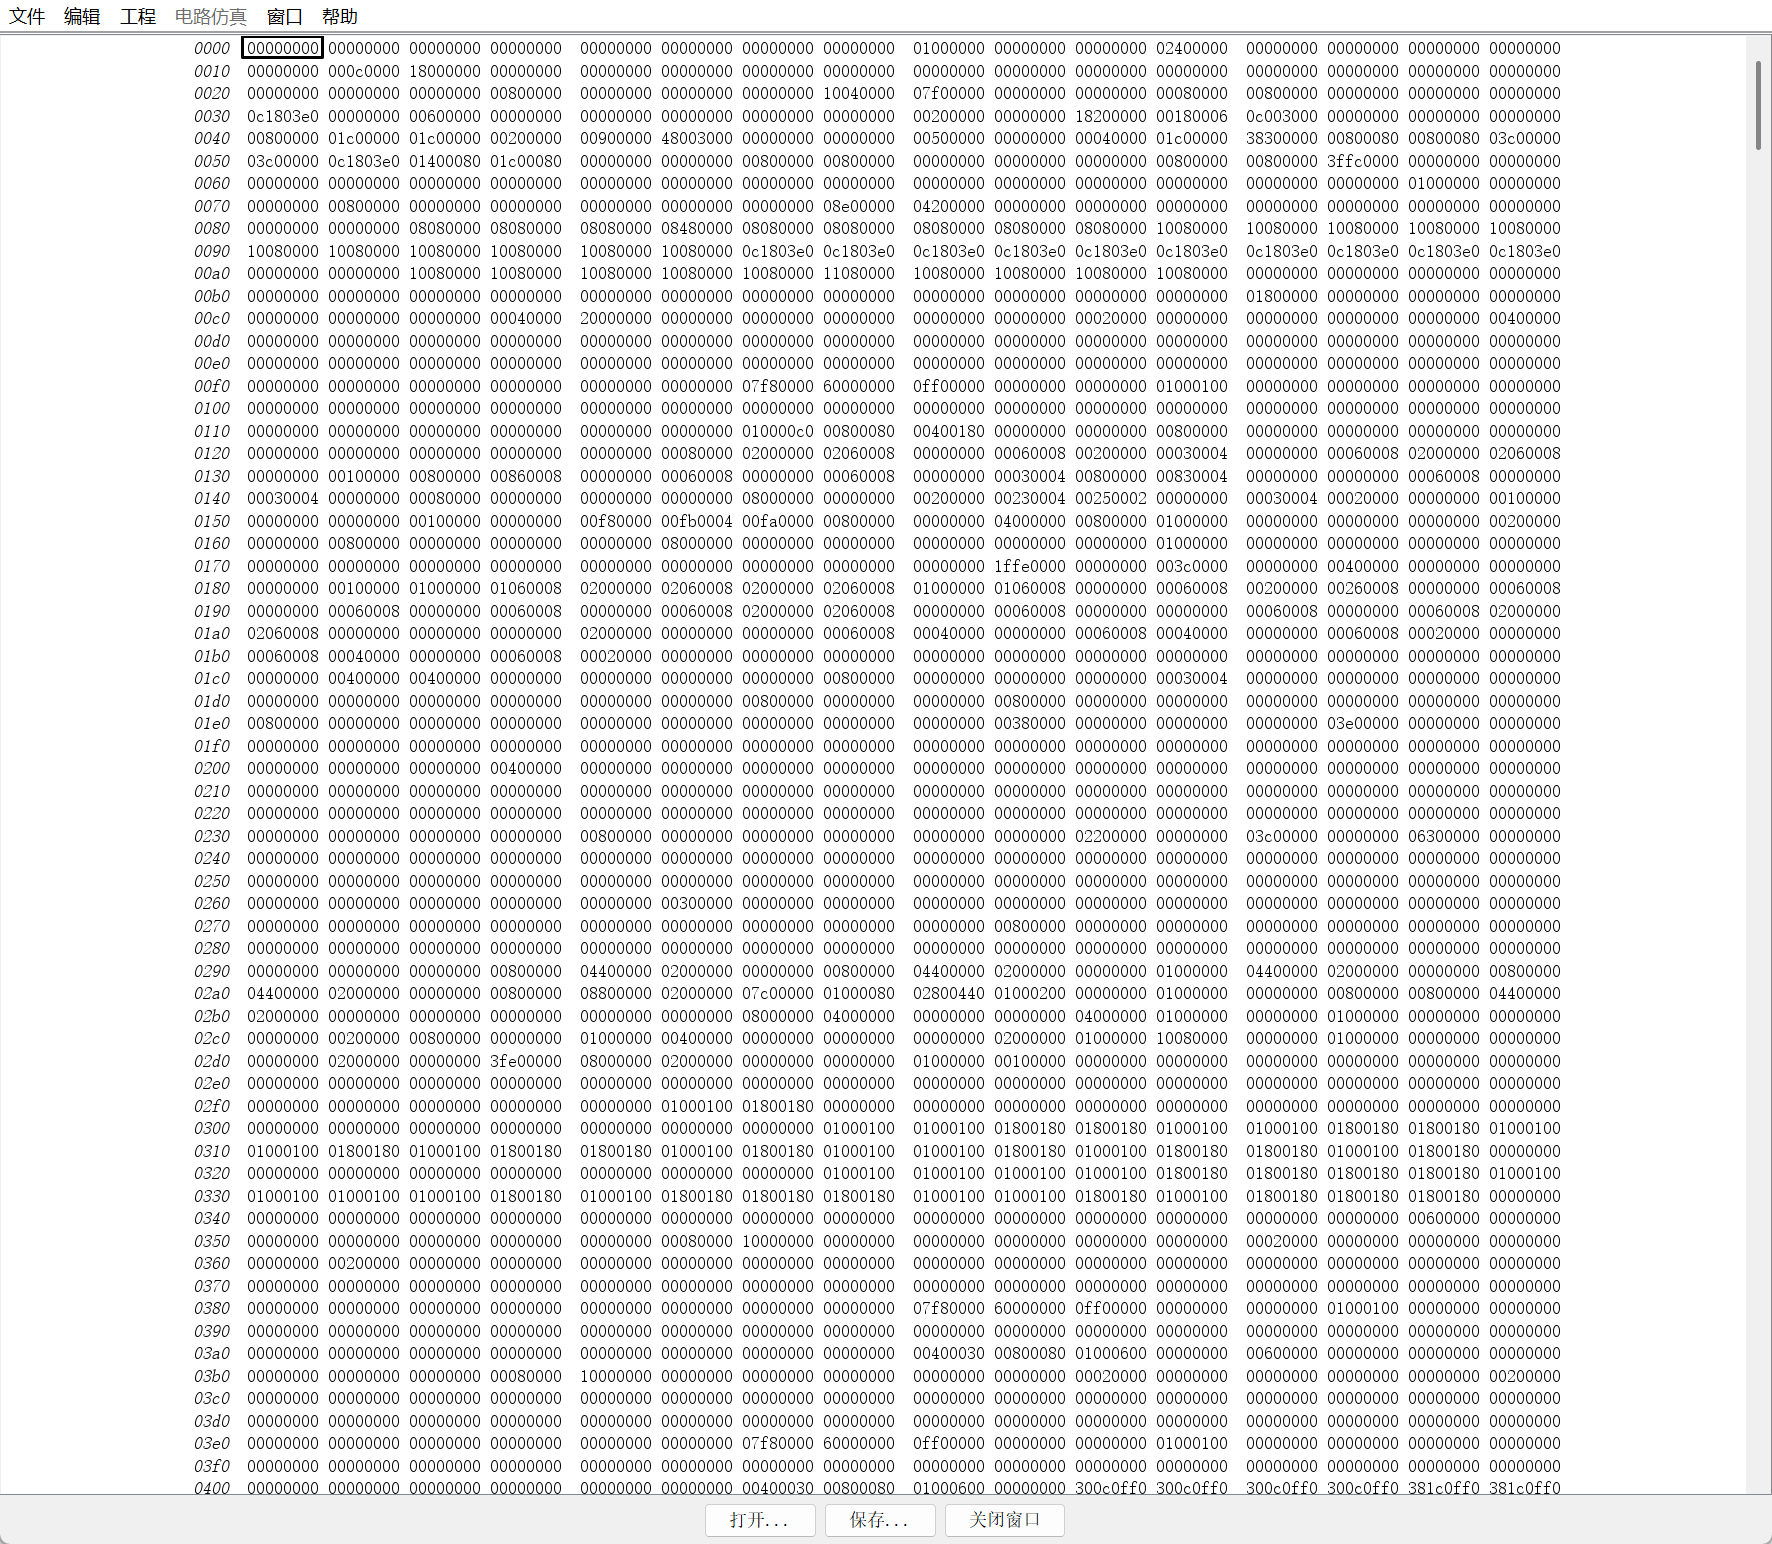 文件 编辑 工程 电路仿真 窗口 帮助
0000 00000000 00000000 00000000 00000000 00000000 00000000 00000000 00000000 01000000 00000000 00000000 02400000 00000000 00000000 00000000 00000000
0010 00000000 000c0000 18000000 00000000 00000000 00000000 00000000 00000000 00000000 00000000 00000000 00000000 00000000 00000000 00000000 00000000
0020 00000000 00000000 00000000 00800000 00000000 00000000 00000000 10040000 07f00000 00000000 00000000 00080000 00800000 00000000 00000000 00000000
0030 0c1803e0 00000000 00600000 00000000 00000000 00000000 00000000 00000000 00200000 00000000 18200000 00180006 0c003000 00000000 00000000 00000000
0040 00800000 01c00000 01c00000 00200000 00900000 48003000 00000000 00000000 00500000 00000000 00040000 01c00000 38300000 00800080 00800080 03c00000
0050 03c00000 0c1803e0 01400080 01c00080 00000000 00000000 00800000 00800000 00000000 00000000 00000000 00800000 00800000 3ffc0000 00000000 00000000
0060 00000000 00000000 00000000 00000000 00000000 00000000 00000000 00000000 00000000 00000000 00000000 00000000 00000000 00000000 01000000 00000000
0070 00000000 00800000 00000000 00000000 00000000 00000000 00000000 08e00000 04200000 00000000 00000000 00000000 00000000 00000000 00000000 00000000
0080 00000000 00000000 08080000 08080000 08080000 08480000 08080000 08080000 08080000 08080000 08080000 10080000 10080000 10080000 10080000 10080000
0090 10080000 10080000 10080000 10080000 10080000 10080000 0c1803e0 0c1803e0 0c1803e0 0c1803e0 0c1803e0 0c1803e0 0c1803e0 0c1803e0 0c1803e0 0c1803e0
00a0 00000000 00000000 10080000 10080000 10080000 10080000 10080000 11080000 10080000 10080000 10080000 10080000 00000000 00000000 00000000 00000000
00b0 00000000 00000000 00000000 00000000 00000000 00000000 00000000 00000000 00000000 00000000 00000000 00000000 01800000 00000000 00000000 00000000
00c0 00000000 00000000 00000000 00040000 20000000 00000000 00000000 00000000 00000000 00000000 00020000 00000000 00000000 00000000 00000000 00400000
00d0 00000000 00000000 00000000 00000000 00000000 00000000 00000000 00000000 00000000 00000000 00000000 00000000 00000000 00000000 00000000 00000000
00e0 00000000 00000000 00000000 00000000 00000000 00000000 00000000 00000000 00000000 00000000 00000000 00000000 00000000 00000000 00000000 00000000
00f0 00000000 00000000 00000000 00000000 00000000 00000000 07f80000 60000000 0ff00000 00000000 00000000 01000100 00000000 00000000 00000000 00000000
0100 00000000 00000000 00000000 00000000 00000000 00000000 00000000 00000000 00000000 00000000 00000000 00000000 00000000 00000000 00000000 00000000
0110 00000000 00000000 00000000 00000000 00000000 00000000 010000c0 00800080 00400180 00000000 00000000 00800000 00000000 00000000 00000000 00000000
0120 00000000 00000000 00000000 00000000 00000000 00080000 02000000 02060008 00000000 00060008 00200000 00030004 00000000 00060008 02000000 02060008
0130 00000000 00100000 00800000 00860008 00000000 00060008 00000000 00060008 00000000 00030004 00800000 00830004 00000000 00000000 00060008 00000000
0140 00030004 00000000 00080000 00000000 00000000 00000000 08000000 00000000 00200000 00230004 00250002 00000000 00030004 00020000 00000000 00100000
0150 00000000 00000000 00100000 00000000 00f80000 00fb0004 00fa0000 00800000 00000000 04000000 00800000 01000000 00000000 00000000 00000000 00200000
0160 00000000 00800000 00000000 00000000 00000000 08000000 00000000 00000000 00000000 00000000 00000000 01000000 00000000 00000000 00000000 00000000
0170 00000000 00000000 00000000 00000000 00000000 00000000 00000000 00000000 00000000 1ffe0000 00000000 003c0000 00000000 00400000 00000000 00000000
0180 00000000 00100000 01000000 01060008 02000000 02060008 02000000 02060008 01000000 01060008 00000000 00060008 00200000 00260008 00000000 00060008
0190 00000000 00060008 00000000 00060008 00000000 00060008 02000000 02060008 00000000 00060008 00000000 00000000 00060008 00000000 00060008 02000000
01a0 02060008 00000000 00000000 00000000 02000000 00000000 00000000 00060008 00040000 00000000 00060008 00040000 00000000 00060008 00020000 00000000
01b0 00060008 00040000 00000000 00060008 00020000 00000000 00000000 00000000 00000000 00000000 00000000 00000000 00000000 00000000 00000000 00000000
01c0 00000000 00400000 00400000 00000000 00000000 00000000 00000000 00800000 00000000 00000000 00000000 00030004 00000000 00000000 00000000 00000000
01d0 00000000 00000000 00000000 00000000 00000000 00000000 00800000 00000000 00000000 00800000 00000000 00000000 00000000 00000000 00000000 00000000
01e0 00800000 00000000 00000000 00000000 00000000 00000000 00000000 00000000 00000000 00380000 00000000 00000000 00000000 03e00000 00000000 00000000
01f0 00000000 00000000 00000000 00000000 00000000 00000000 00000000 00000000 00000000 00000000 00000000 00000000 00000000 00000000 00000000 00000000
0200 00000000 00000000 00000000 00400000 00000000 00000000 00000000 00000000 00000000 00000000 00000000 00000000 00000000 00000000 00000000 00000000
0210 00000000 00000000 00000000 00000000 00000000 00000000 00000000 00000000 00000000 00000000 00000000 00000000 00000000 00000000 00000000 00000000
0220 00000000 00000000 00000000 00000000 00000000 00000000 00000000 00000000 00000000 00000000 00000000 00000000 00000000 00000000 00000000 00000000
0230 00000000 00000000 00000000 00000000 00800000 00000000 00000000 00000000 00000000 00000000 02200000 00000000 03c00000 00000000 06300000 00000000
0240 00000000 00000000 00000000 00000000 00000000 00000000 00000000 00000000 00000000 00000000 00000000 00000000 00000000 00000000 00000000 00000000
0250 00000000 00000000 00000000 00000000 00000000 00000000 00000000 00000000 00000000 00000000 00000000 00000000 00000000 00000000 00000000 00000000
0260 00000000 00000000 00000000 00000000 00000000 00300000 00000000 00000000 00000000 00000000 00000000 00000000 00000000 00000000 00000000 00000000
0270 00000000 00000000 00000000 00000000 00000000 00000000 00000000 00000000 00000000 00800000 00000000 00000000 00000000 00000000 00000000 00000000
0280 00000000 00000000 00000000 00000000 00000000 00000000 00000000 00000000 00000000 00000000 00000000 00000000 00000000 00000000 00000000 00000000
0290 00000000 00000000 00000000 00800000 04400000 02000000 00000000 00800000 04400000 02000000 00000000 01000000 04400000 02000000 00000000 00800000
02a0 04400000 02000000 00000000 00800000 08800000 02000000 07c00000 01000080 02800440 01000200 00000000 01000000 00000000 00800000 00800000 04400000
02b0 02000000 00000000 00000000 00000000 00000000 00000000 08000000 04000000 00000000 00000000 04000000 01000000 00000000 01000000 00000000 00000000
02c0 00000000 00200000 00800000 00000000 01000000 00400000 00000000 00000000 00000000 02000000 01000000 10080000 00000000 01000000 00000000 00000000
02d0 00000000 02000000 00000000 3fe00000 08000000 02000000 00000000 00000000 01000000 00100000 00000000 00000000 00000000 00000000 00000000 00000000
02e0 00000000 00000000 00000000 00000000 00000000 00000000 00000000 00000000 00000000 00000000 00000000 00000000 00000000 00000000 00000000 00000000
02f0 00000000 00000000 00000000 00000000 00000000 01000100 01800180 00000000 00000000 00000000 00000000 00000000 00000000 00000000 00000000 00000000
0300 00000000 00000000 00000000 00000000 00000000 00000000 00000000 01000100 01000100 01800180 01800180 01000100 01000100 01800180 01800180 01000100
0310 01000100 01800180 01000100 01800180 01800180 01000100 01800180 01000100 01000100 01800180 01000100 01800180 01800180 01000100 01800180 00000000
0320 00000000 00000000 00000000 00000000 00000000 00000000 00000000 01000100 01000100 01000100 01000100 01800180 01800180 01800180 01800180 01000100
0330 01000100 01000100 01000100 01800180 01000100 01800180 01800180 01800180 01000100 01000100 01800180 01000100 01800180 01800180 01800180 00000000
0340 00000000 00000000 00000000 00000000 00000000 00000000 00000000 00000000 00000000 00000000 00000000 00000000 00000000 00000000 00600000 00000000
0350 00000000 00000000 00000000 00000000 00000000 00080000 10000000 00000000 00000000 00000000 00000000 00000000 00020000 00000000 00000000 00000000
0360 00000000 00200000 00000000 00000000 00000000 00000000 00000000 00000000 00000000 00000000 00000000 00000000 00000000 00000000 00000000 00000000
0370 00000000 00000000 00000000 00000000 00000000 00000000 00000000 00000000 00000000 00000000 00000000 00000000 00000000 00000000 00000000 00000000
0380 00000000 00000000 00000000 00000000 00000000 00000000 00000000 00000000 07f80000 60000000 0ff00000 00000000 00000000 01000100 00000000 00000000
0390 00000000 00000000 00000000 00000000 00000000 00000000 00000000 00000000 00000000 00000000 00000000 00000000 00000000 00000000 00000000 00000000
03a0 00000000 00000000 00000000 00000000 00000000 00000000 00000000 00000000 00400030 00800080 01000600 00000000 00600000 00000000 00000000 00000000
03b0 00000000 00000000 00000000 00080000 10000000 00000000 00000000 00000000 00000000 00000000 00020000 00000000 00000000 00000000 00000000 00200000
03c0 00000000 00000000 00000000 00000000 00000000 00000000 00000000 00000000 00000000 00000000 00000000 00000000 00000000 00000000 00000000 00000000
03d0 00000000 00000000 00000000 00000000 00000000 00000000 00000000 00000000 00000000 00000000 00000000 00000000 00000000 00000000 00000000 00000000
03e0 00000000 00000000 00000000 00000000 00000000 00000000 07f80000 60000000 0ff00000 00000000 00000000 01000100 00000000 00000000 00000000 00000000
03f0 00000000 00000000 00000000 00000000 00000000 00000000 00000000 00000000 00000000 00000000 00000000 00000000 00000000 00000000 00000000 00000000
0400 00000000 00000000 00000000 00000000 00000000 00000000 00400030 00800080 01000600 00000000 300c0ff0 300c0ff0 300c0ff0 300c0ff0 381c0ff0 381c0ff0
打开... 保存... 关闭窗口